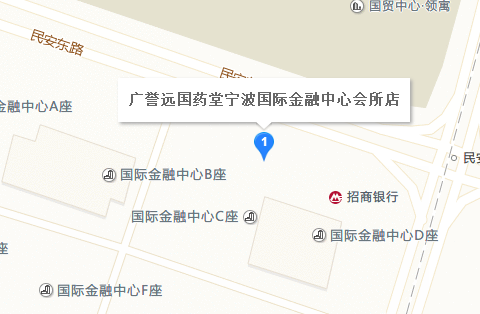 国贸中心·领寓
民安东路
广誉远国药堂宁波国际金融中心会所店
金融中心A座
1
民安
国际金融中心B座
招商银行
国际金融中心C座
国际金融中心D座
座
国际金融中心F座